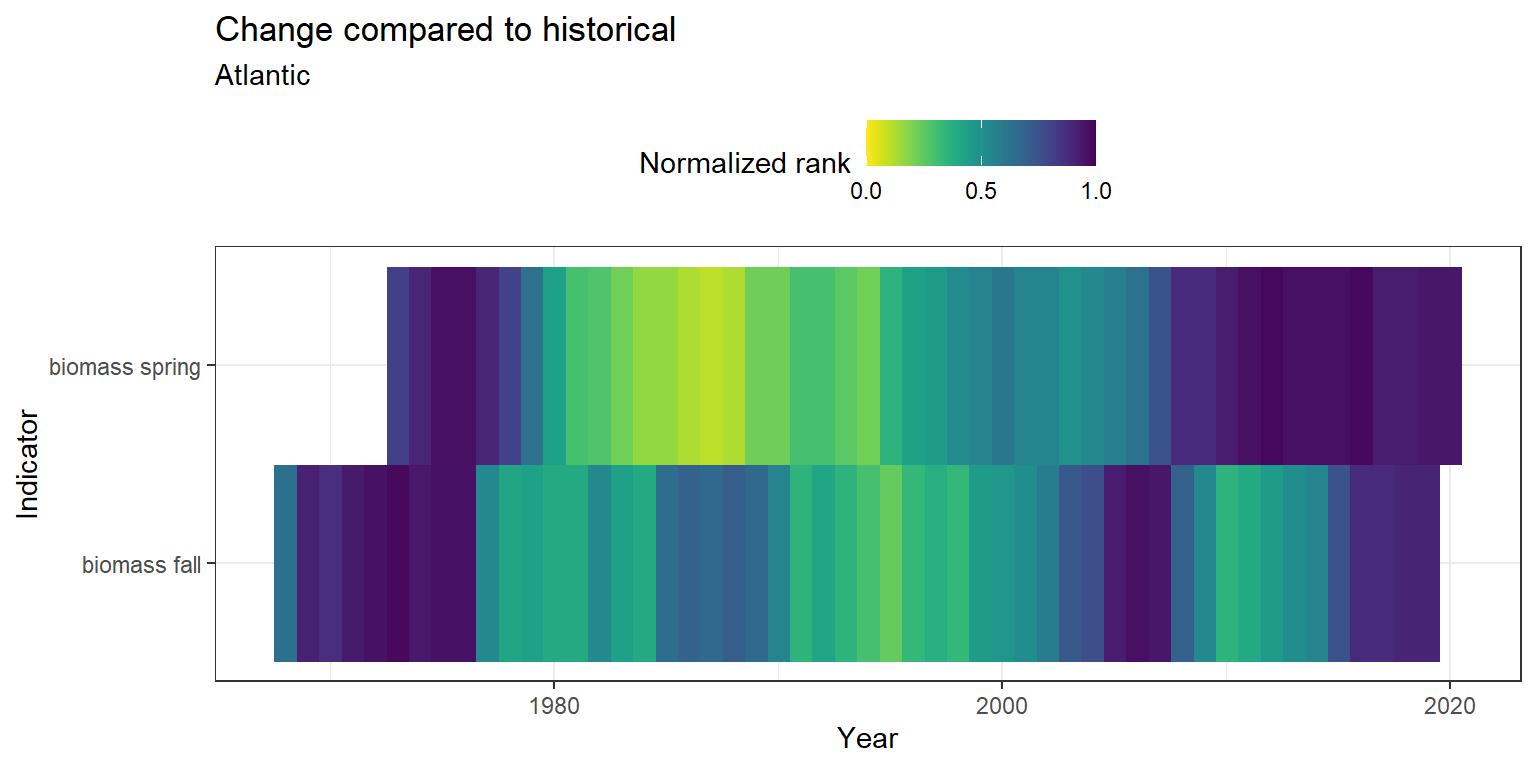 Change compared to historical
Atlantic
Normalized rank
0.0 0.5 1.0
Indicator
biomass spring
biomass fall
1980 2000 2020
Year